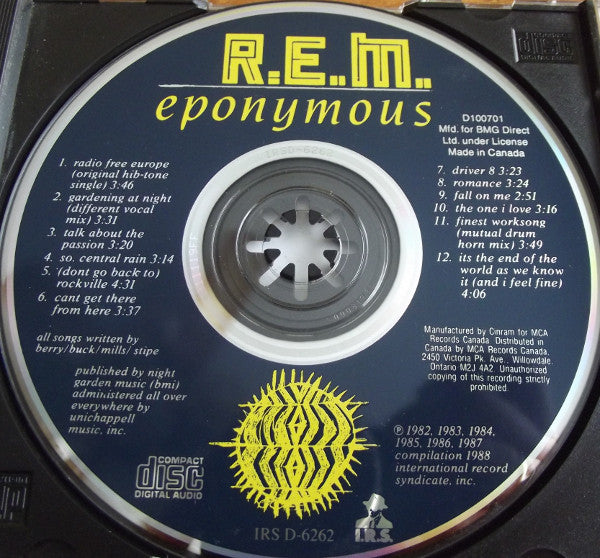 R.E.M.
eponymous
D100701
Mfd. for BMG Direct
Ltd. under License
Made in Canada
1. radio free europe
(original hib-tone
single) 3:46
2. gardening at night
(different vocal
mix) 3:31
3. talk about the
passion 3:20
4. so. central rain 3:14
5. (dont go back to)
rockville 4:31
6. cant get there
from here 3:37
7. driver 8 3:23
8. romance 3:24
9. fall on me 2:51
10. the one i love 3:16
11. finest worksong
(mutual drum
horn mix) 3:49
12. its the end of the
world as we know
it (and i feel fine)
4:06
all songs written by
berry/buck/mills/stipe
published by night
garden music (bmi)
administered all over
everywhere by
unichappell
music, inc.
Manufactured by Cinram for MCA
Records Canada. Distributed in
Canada by MCA Records Canada,
2450 Victoria Pk. Ave., Willowdale,
Ontario M2J 4A2. Unauthorized
copying of this recording strictly
prohibited.
℗ 1982, 1983, 1984,
1985, 1986, 1987
compilation 1988
international record
syndicate, inc.
COMPACT
disc
DIGITAL AUDIO
IRS D-6262
I.R.S.
IRSD-6262
COMPACT
disc
DIGITAL AUDIO